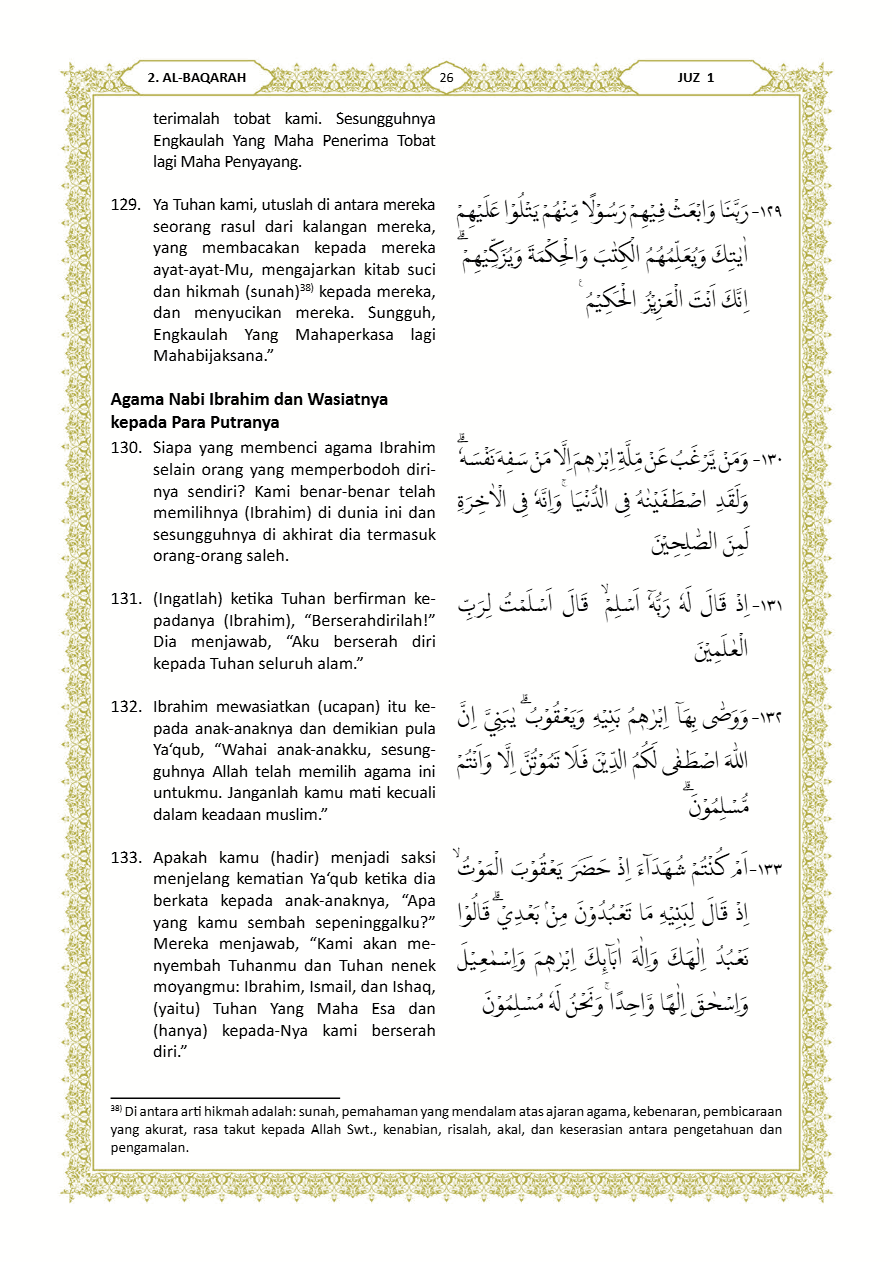 2. AL-BAQARAH
26
JUZ 1
terimalah tobat kami. Sesungguhnya
Engkaulah Yang Maha Penerima Tobat
lagi Maha Penyayang.
129. Ya Tuhan kami, utuslah di antara mereka
seorang rasul dari kalangan mereka,
yang membacakan kepada mereka
ayat-ayat-Mu, mengajarkan kitab suci
dan hikmah (sunah)³⁸⁾ kepada mereka,
dan menyucikan mereka. Sungguh,
Engkaulah Yang Mahaperkasa lagi
Mahabijaksana.”
١٢٩- رَبَّنَا وَابْعَثْ فِيْهِمْ رَسُوْلًا مِّنْهُمْ يَتْلُوْا عَلَيْهِمْ
اٰيٰتِكَ وَيُعَلِّمُهُمُ الْكِتٰبَ وَالْحِكْمَةَ وَيُزَكِّيْهِمْۗ
اِنَّكَ اَنْتَ الْعَزِيْزُ الْحَكِيْمُ ۚ
Agama Nabi Ibrahim dan Wasiatnya
kepada Para Putranya
130. Siapa yang membenci agama Ibrahim
selain orang yang memperbodoh diri-
nya sendiri? Kami benar-benar telah
memilihnya (Ibrahim) di dunia ini dan
sesungguhnya di akhirat dia termasuk
orang-orang saleh.
١٣٠- وَمَنْ يَّرْغَبُ عَنْ مِّلَّةِ اِبْرٰهٖمَ اِلَّا مَنْ سَفِهَ نَفْسَهٗۗ
وَلَقَدِ اصْطَفَيْنٰهُ فِى الدُّنْيَاۚ وَاِنَّهٗ فِى الْاٰخِرَةِ
لَمِنَ الصّٰلِحِيْنَ
131. (Ingatlah) ketika Tuhan berfirman ke-
padanya (Ibrahim), “Berserahdirilah!”
Dia menjawab, “Aku berserah diri
kepada Tuhan seluruh alam.”
١٣١- اِذْ قَالَ لَهٗ رَبُّهٗٓ اَسْلِمْۙ قَالَ اَسْلَمْتُ لِرَبِّ
الْعٰلَمِيْنَ
132. Ibrahim mewasiatkan (ucapan) itu ke-
pada anak-anaknya dan demikian pula
Ya‘qub, “Wahai anak-anakku, sesung-
guhnya Allah telah memilih agama ini
untukmu. Janganlah kamu mati kecuali
dalam keadaan muslim.”
١٣٢- وَوَصّٰى بِهَآ اِبْرٰهٖمُ بَنِيْهِ وَيَعْقُوْبُۗ يٰبَنِيَّ اِنَّ
اللّٰهَ اصْطَفٰى لَكُمُ الدِّيْنَ فَلَا تَمُوْتُنَّ اِلَّا وَاَنْتُمْ
مُّسْلِمُوْنَۗ
133. Apakah kamu (hadir) menjadi saksi
menjelang kematian Ya‘qub ketika dia
berkata kepada anak-anaknya, “Apa
yang kamu sembah sepeninggalku?”
Mereka menjawab, “Kami akan me-
nyembah Tuhanmu dan Tuhan nenek
moyangmu: Ibrahim, Ismail, dan Ishaq,
(yaitu) Tuhan Yang Maha Esa dan
(hanya) kepada-Nya kami berserah
diri.”
١٣٣- اَمْ كُنْتُمْ شُهَدَاۤءَ اِذْ حَضَرَ يَعْقُوْبَ الْمَوْتُۙ
اِذْ قَالَ لِبَنِيْهِ مَا تَعْبُدُوْنَ مِنْۢ بَعْدِيْۗ قَالُوْا
نَعْبُدُ اِلٰهَكَ وَاِلٰهَ اٰبَاۤىِٕكَ اِبْرٰهٖمَ وَاِسْمٰعِيْلَ
وَاِسْحٰقَ اِلٰهًا وَّاحِدًاۚ وَنَحْنُ لَهٗ مُسْلِمُوْنَ
³⁸⁾ Di antara arti hikmah adalah: sunah, pemahaman yang mendalam atas ajaran agama, kebenaran, pembicaraan
yang akurat, rasa takut kepada Allah Swt., kenabian, risalah, akal, dan keserasian antara pengetahuan dan
pengamalan.